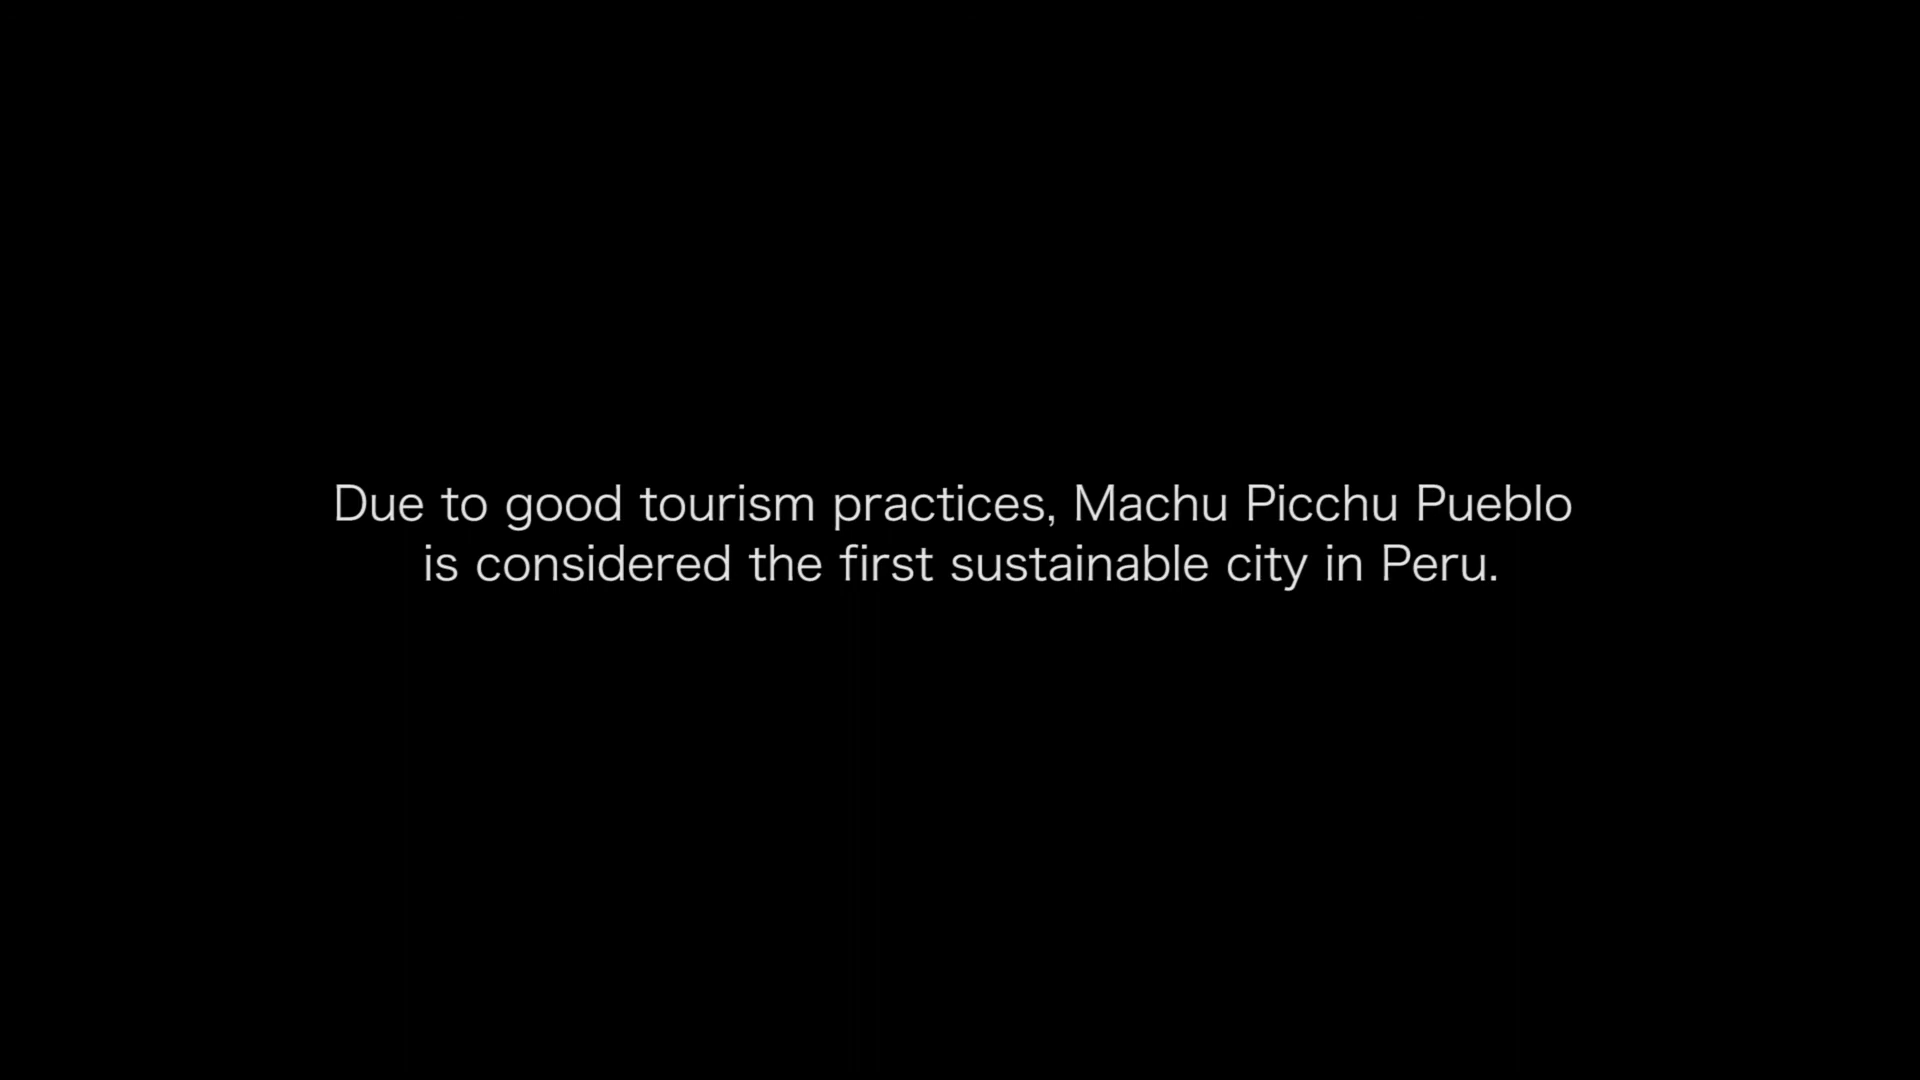 Due to good tourism practices, Machu Picchu Pueblo
is considered the first sustainable city in Peru.